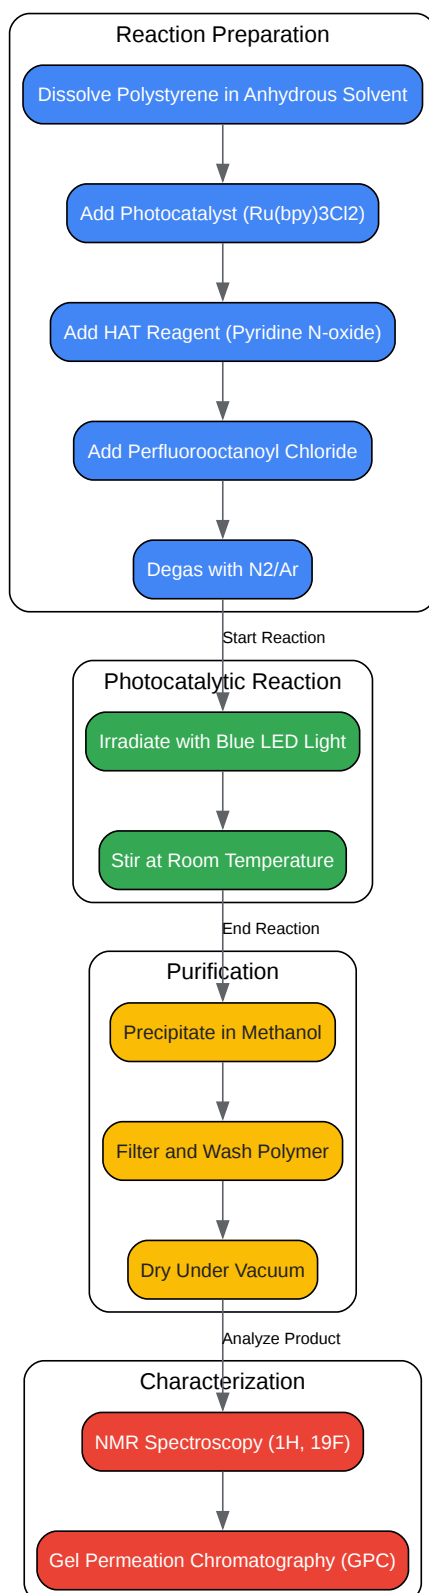 Reaction Preparation
Dissolve Polystyrene in Anhydrous Solvent
Add Photocatalyst (Ru(bpy)3Cl2)
Add HAT Reagent (Pyridine N-oxide)
Add Perfluorooctanoyl Chloride
Degas with N2/Ar
Start Reaction
Photocatalytic Reaction
Irradiate with Blue LED Light
Stir at Room Temperature
End Reaction
Purification
Precipitate in Methanol
Filter and Wash Polymer
Dry Under Vacuum
Analyze Product
Characterization
NMR Spectroscopy (1H, 19F)
Gel Permeation Chromatography (GPC)